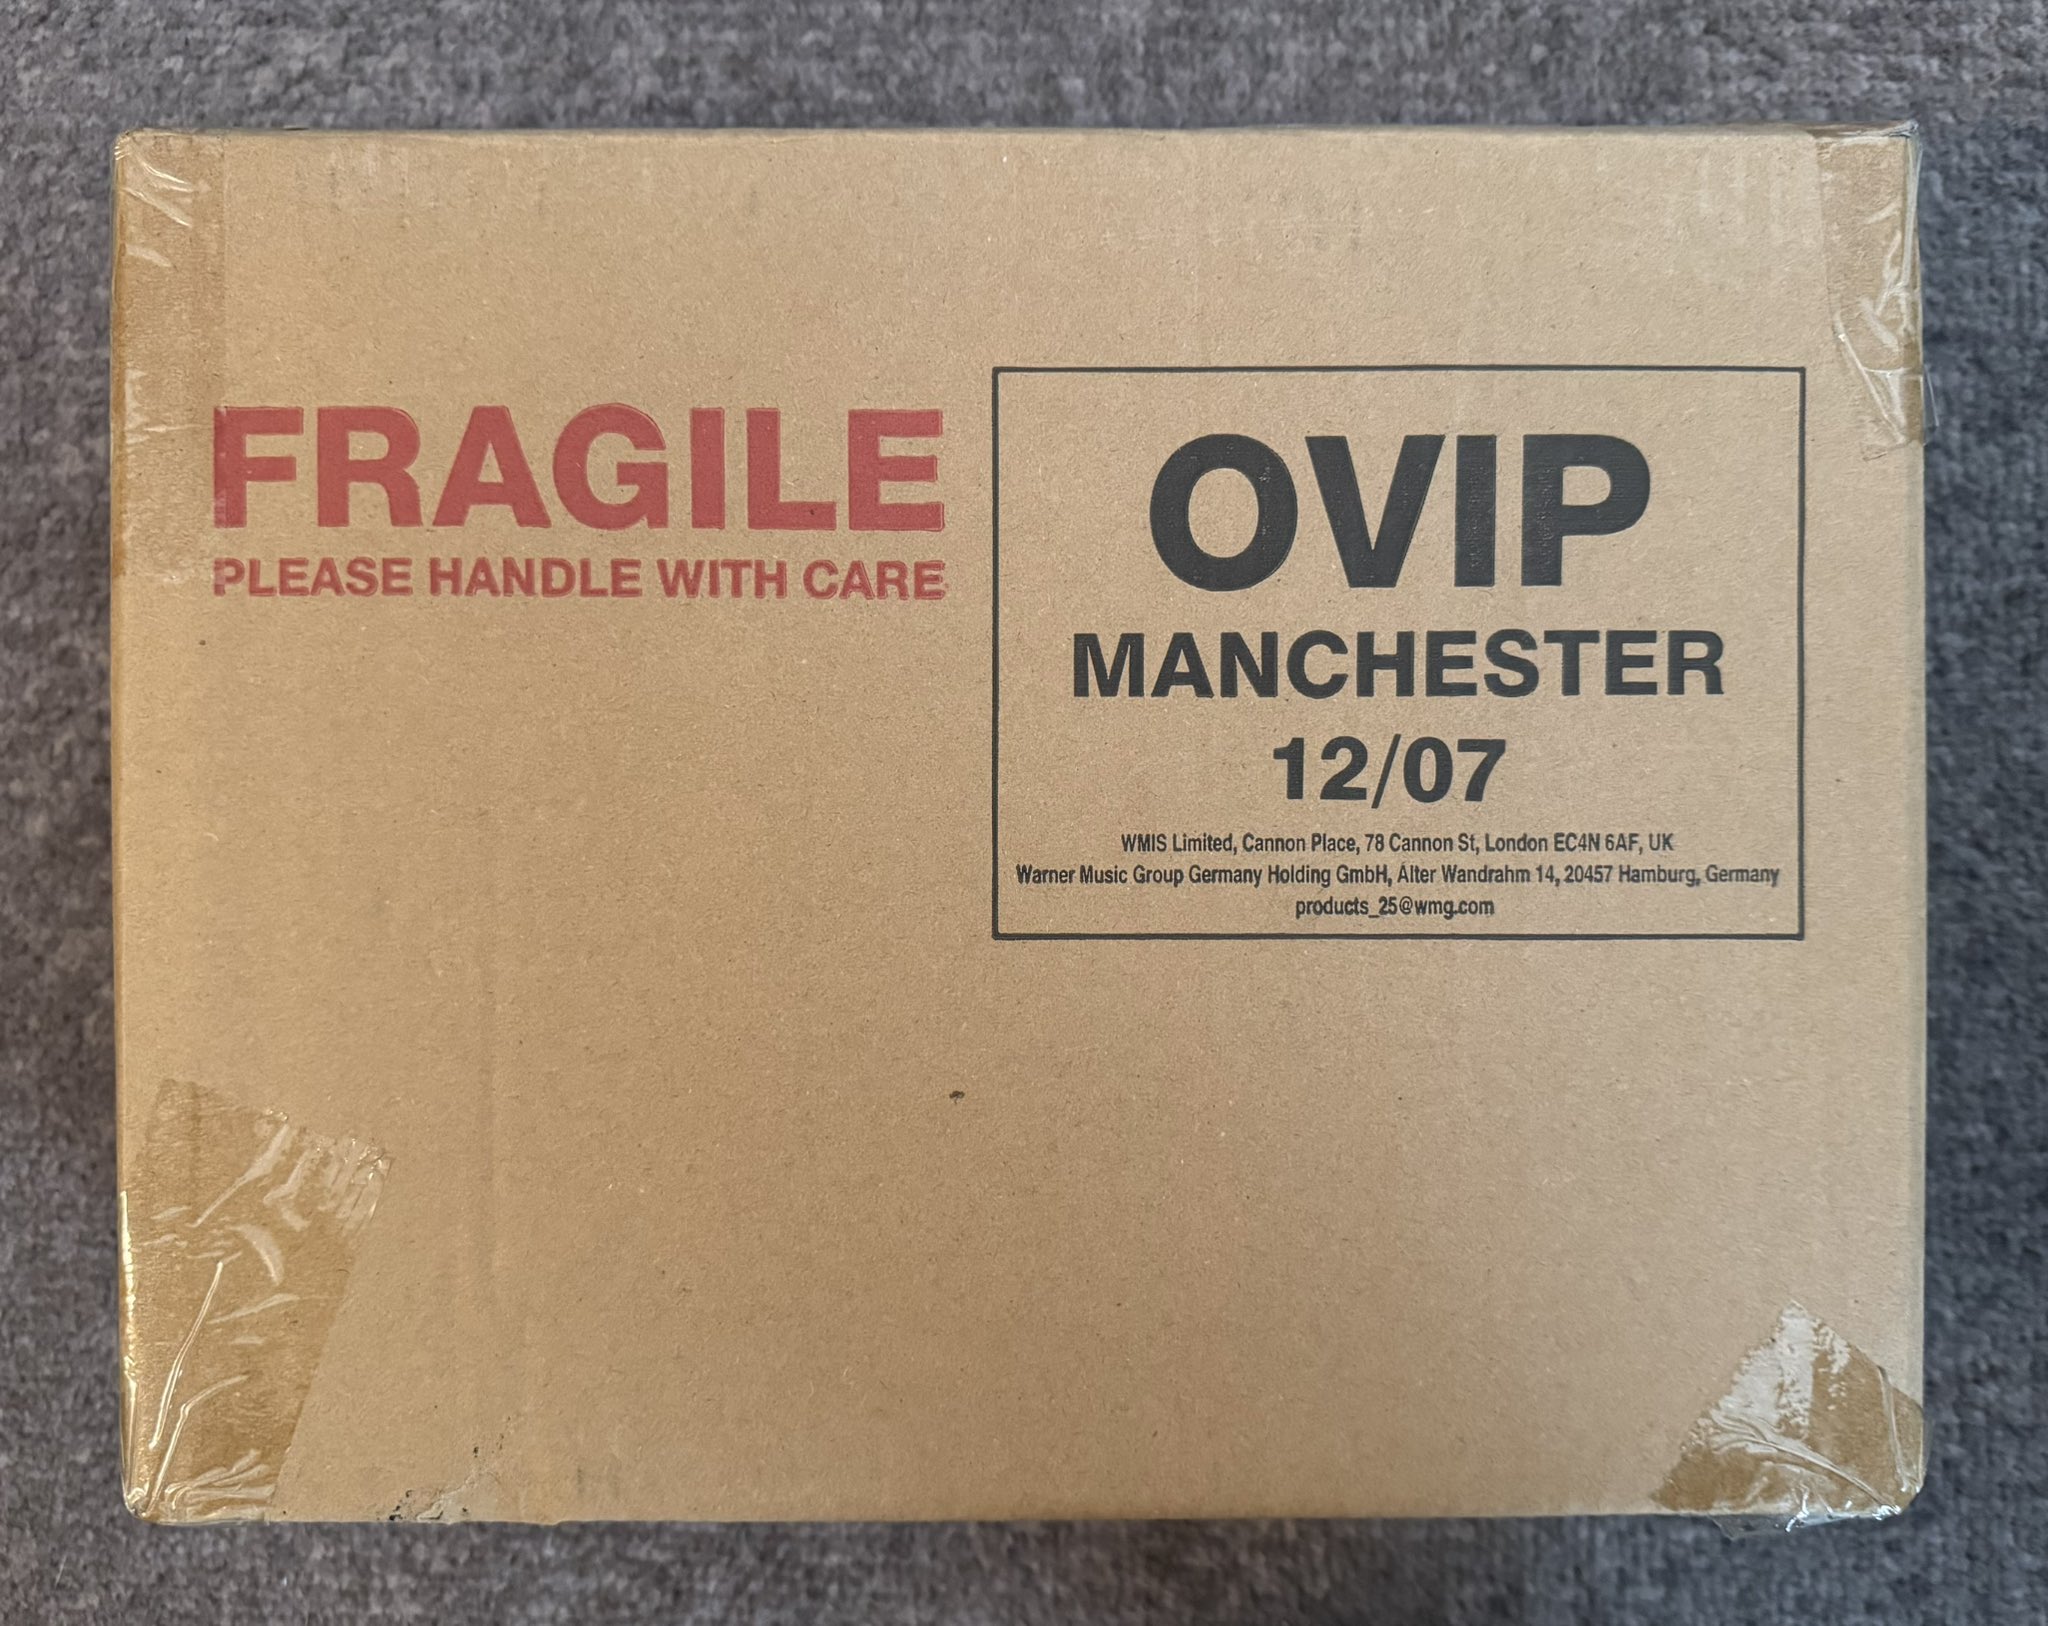 FRAGILE
PLEASE HANDLE WITH CARE
OVIP
MANCHESTER
12/07
WMIS Limited, Cannon Place, 78 Cannon St, London EC4N 6AF, UK
Warner Music Group Germany Holding GmbH, Alter Wandrahm 14, 20457 Hamburg, Germany
products_25@wmg.com